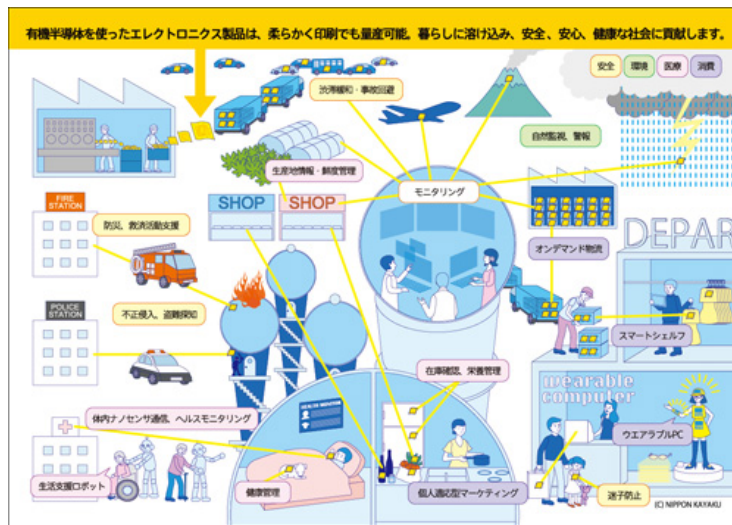 有機半導体を使ったエレクトロニクス製品は、柔らかく印刷でも量産可能。暮らしに溶け込み、安全、安心、健康な社会に貢献します。
安全
環境
医療
消費
渋滞緩和・事故回避
自然監視、警報
生産地情報・鮮度管理
モニタリング
FIRE
STATION
SHOP
SHOP
防災、救済活動支援
オンデマンド物流
DEPAR
POLICE
STATION
不正侵入、盗難探知
スマートシェルフ
在庫確認、栄養管理
wearable
computer
HEALTH MONITOR
体内ナノセンサ通信、ヘルスモニタリング
ウエアラブルPC
生活支援ロボット
健康管理
個人適応型マーケティング
迷子防止
(C) NIPPON KAYAKU